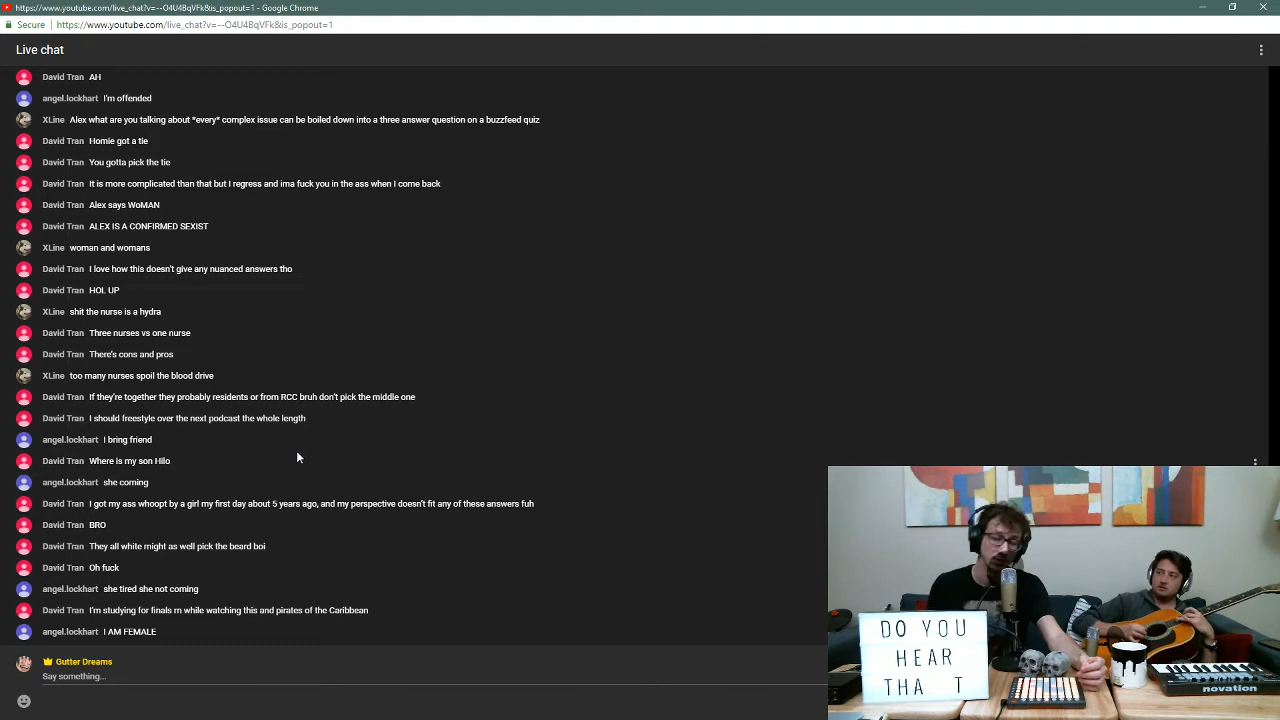 https://www.youtube.com/live_chat?v=--O4U4BqVFk&is_popout=1 - Google Chrome
Secure https://www.youtube.com/live_chat?v=--O4U4BqVFk&is_popout=1
Live chat
David Tran AH
angel.lockhart I'm offended
XLine Alex what are you talking about *every* complex issue can be boiled down into a three answer question on a buzzfeed quiz
David Tran Homie got a tie
David Tran You gotta pick the tie
David Tran It is more complicated than that but I regress and ima fuck you in the ass when I come back
David Tran Alex says WoMAN
David Tran ALEX IS A CONFIRMED SEXIST
XLine woman and womans
David Tran I love how this doesn't give any nuanced answers tho
David Tran HOL UP
XLine shit the nurse is a hydra
David Tran Three nurses vs one nurse
David Tran There's cons and pros
XLine too many nurses spoil the blood drive
David Tran If they're together they probably residents or from RCC bruh don't pick the middle one
David Tran I should freestyle over the next podcast the whole length
angel.lockhart I bring friend
David Tran Where is my son Hilo
angel.lockhart she coming
David Tran I got my ass whoopt by a girl my first day about 5 years ago, and my perspective doesn't fit any of these answers fuh
David Tran BRO
David Tran They all white might as well pick the beard boi
David Tran Oh fuck
angel.lockhart she tired she not coming
David Tran I'm studying for finals rn while watching this and pirates of the Caribbean
angel.lockhart I AM FEMALE
Gutter Dreams
Say something...
DO YOU
HEAR
THA T
novation